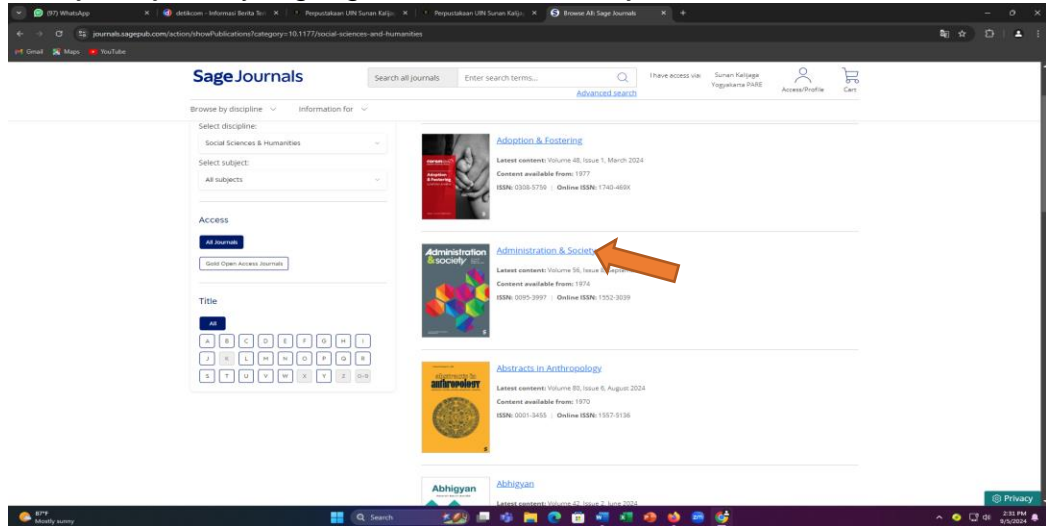 (97) WhatsApp
detikcom - Informasi Berita Ter
Perpustakaan UIN Sunan Kalija
Perpustakaan UIN Sunan Kalija
Browse All: Sage Journals
journals.sagepub.com/action/showPublications?category=10.1177/social-sciences-and-humanities
Gmail Maps YouTube
Sage Journals
Search all journals
Enter search terms...
Advanced search
I have access via:
Sunan Kalijaga
Yogyakarta PARE
Access/Profile
Cart
Browse by discipline
Information for
Select discipline:
Social Sciences & Humanities
Select subject:
All subjects
Access
All Journals
Gold Open Access Journals
Title
All
A B C D E F G H I
J K L M N O P Q R
S T U V W X Y Z 0-9
Adoption & Fostering
Latest content: Volume 48, Issue 1, March 2024
Content available from: 1977
ISSN: 0308-5759 | Online ISSN: 1740-469X
Administration & society
Administration & Society
Latest content: Volume 56, Issue
Content available from: 1974
ISSN: 0095-3997 | Online ISSN: 1552-3039
abstracts in
anthropology
Abstracts in Anthropology
Latest content: Volume 80, Issue 6, August 2024
Content available from: 1970
ISSN: 0001-3455 | Online ISSN: 1557-5136
Abhigyan
Abhigyan
Latest content: Volume 42, Issue 2, June 2024
Privacy
87°F
Mostly sunny
Search
2:31 PM
9/5/2024